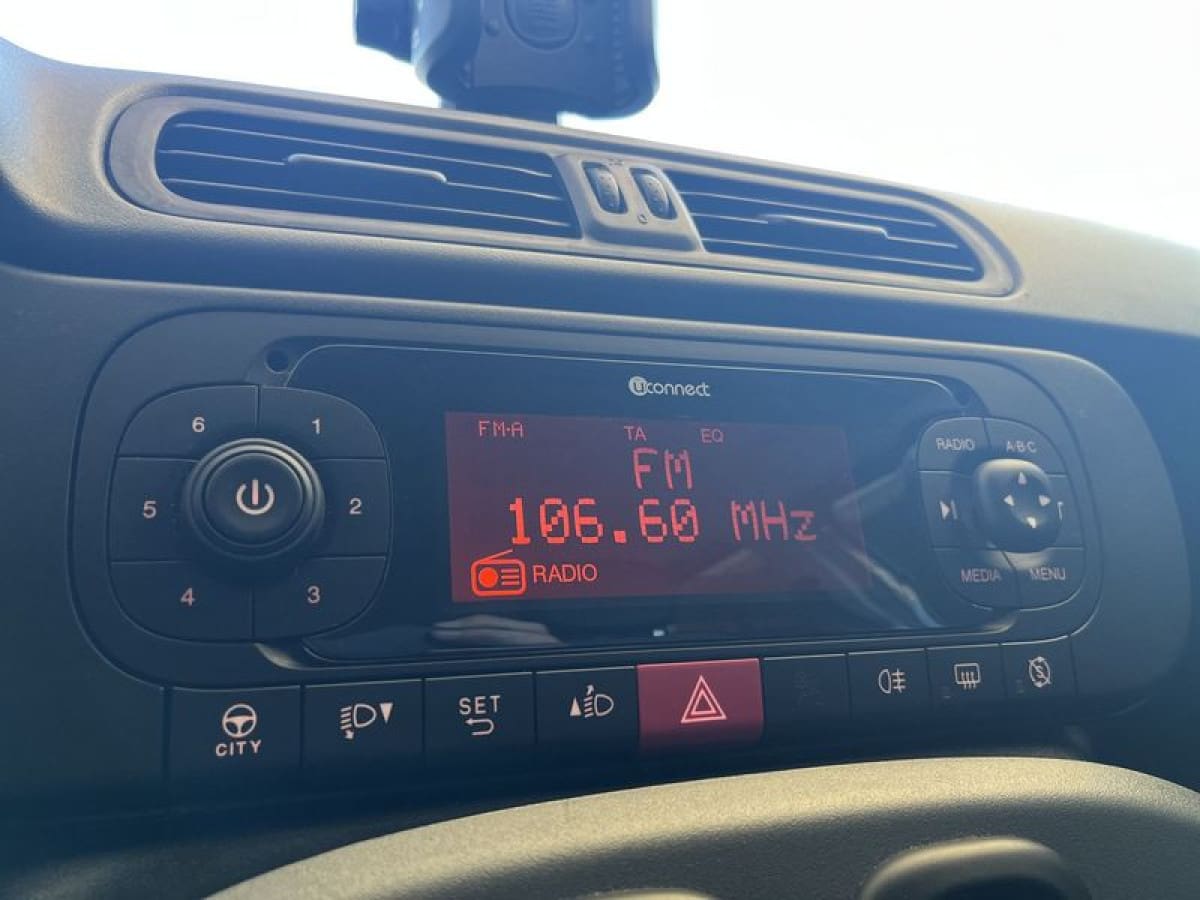 uconnect
FM-A TA EQ
FM
106.60 MHz
RADIO
6 1
5 2
4 3
RADIO A·B·C
MEDIA MENU
CITY
SET